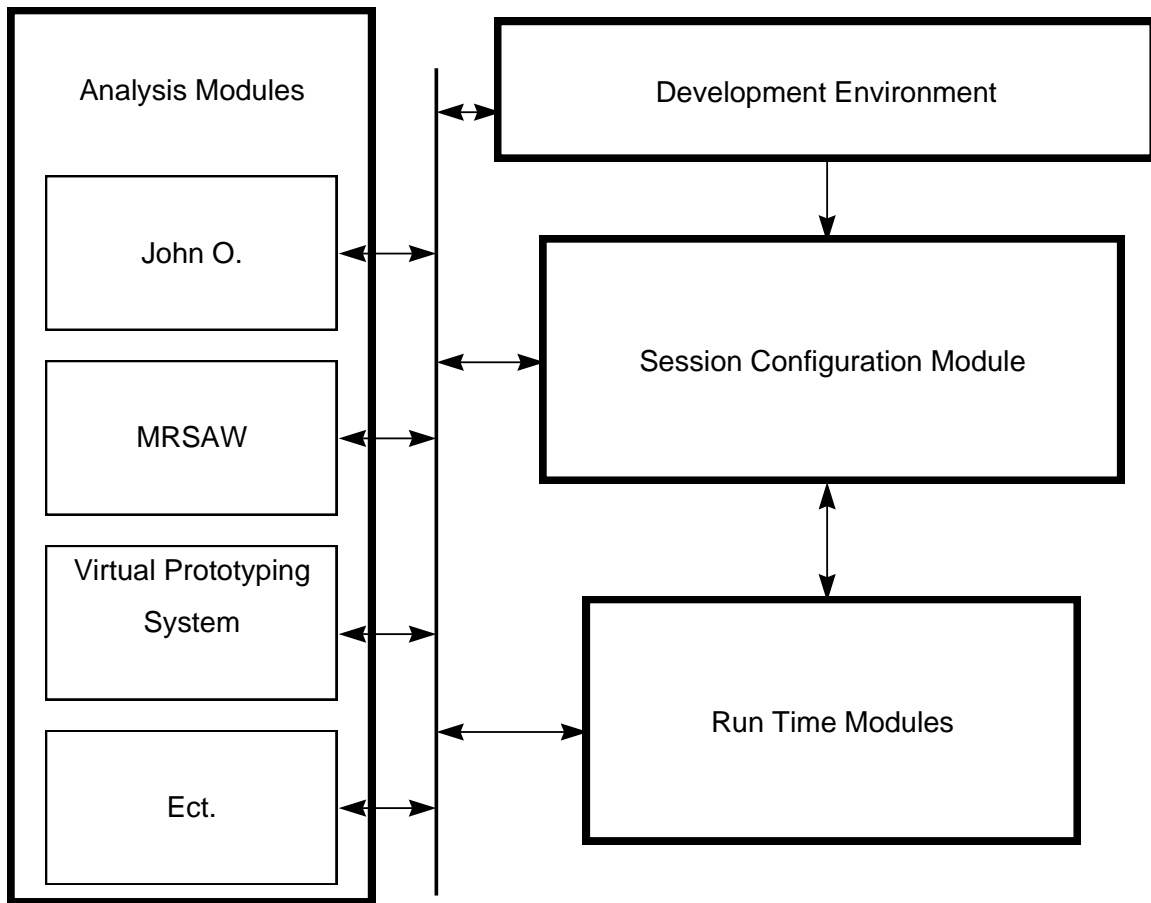 Analysis Modules
John O.
MRSAW
Virtual Prototyping
System
Ect.
Development Environment
Session Configuration Module
Run Time Modules